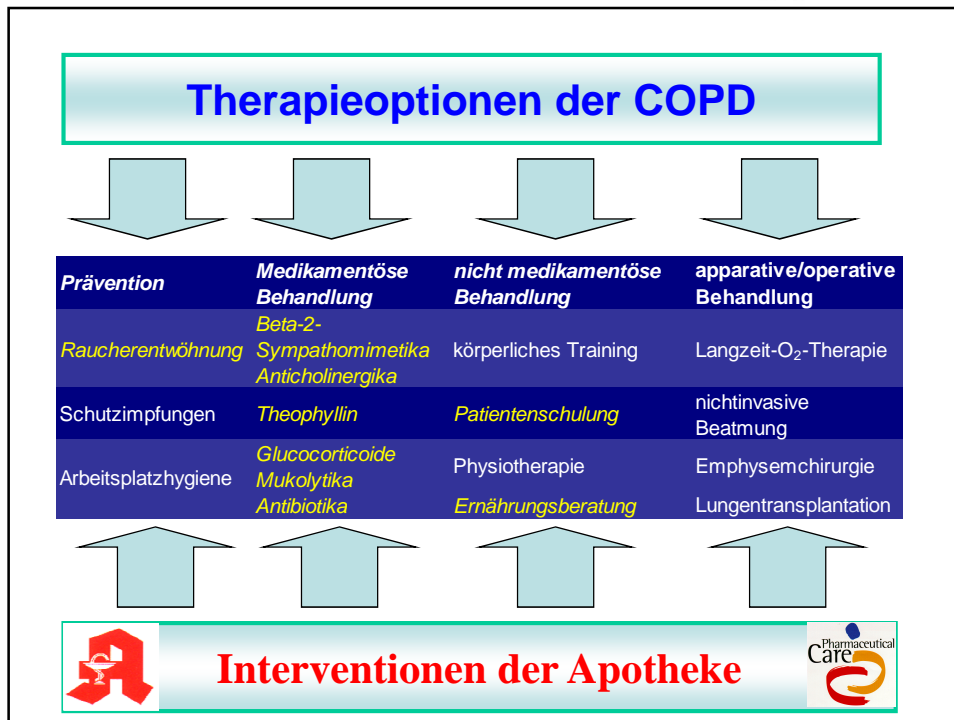 Therapieoptionen der COPD
Prävention
Medikamentöse
Behandlung
nicht medikamentöse
Behandlung
apparative/operative
Behandlung
Raucherentwöhnung
Beta-2-
Sympathomimetika
Anticholinergika
körperliches Training
Langzeit-O₂-Therapie
Schutzimpfungen
Theophyllin
Patientenschulung
nichtinvasive
Beatmung
Arbeitsplatzhygiene
Glucocorticoide
Mukolytika
Antibiotika
Physiotherapie
Ernährungsberatung
Emphysemchirurgie
Lungentransplantation
Interventionen der Apotheke
Pharmaceutical
Care